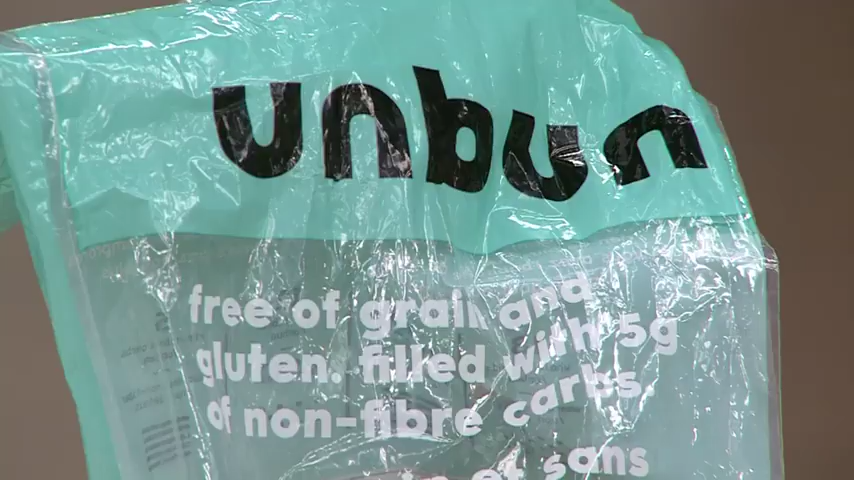 unbun
free of grain and
gluten. filled with 5g
of non-fibre carbs
et sans